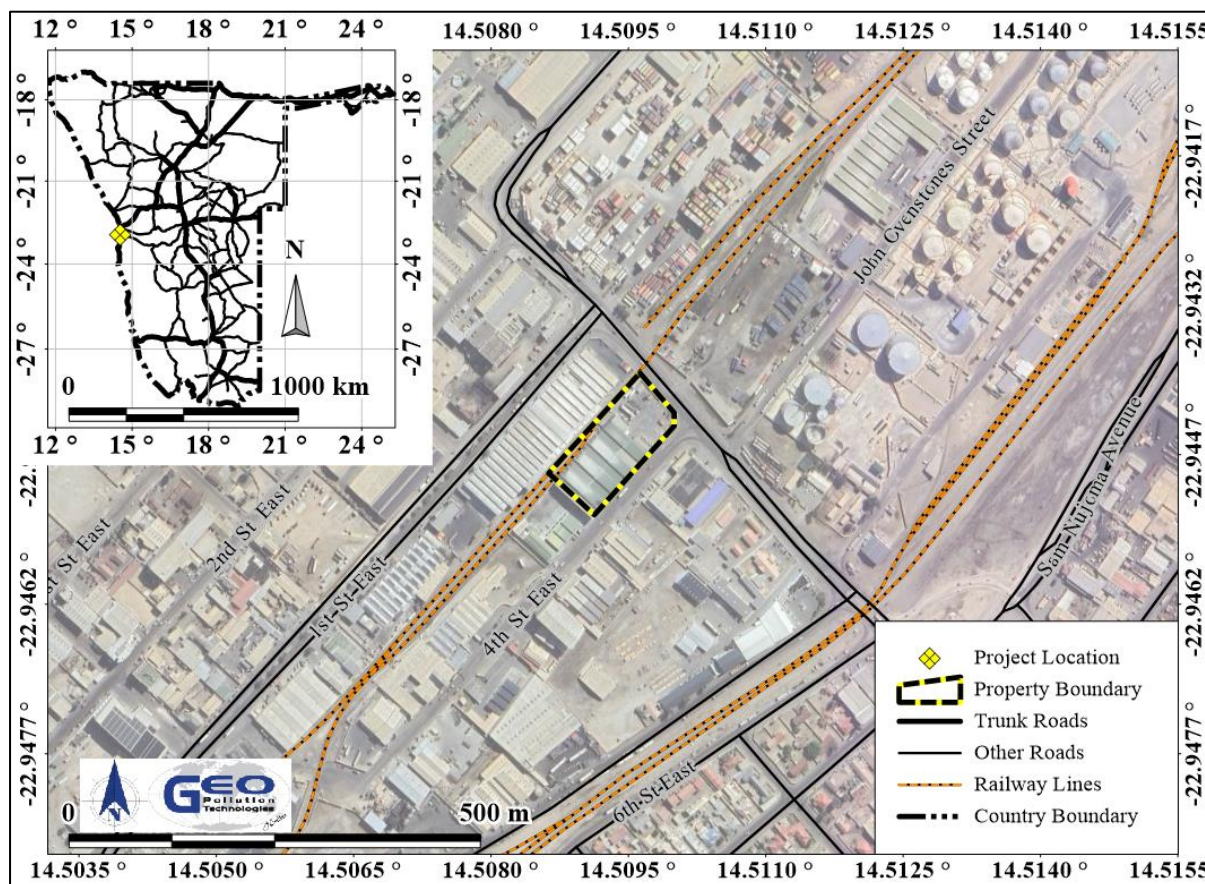 12 ° 15 ° 18 ° 21 ° 24 °
14.5080 ° 14.5095 ° 14.5110 ° 14.5125 ° 14.5140 ° 14.5155 °
-18 °
-21 °
-24 °
-27 °
-18 °
-21 °
-24 °
-27 °
N
0 1000 km
12 ° 15 ° 18 ° 21 ° 24 °
-22.9417 °
-22.9432 °
-22.9447 °
-22.9462 °
-22.9477 °
John Cvenstones Street
Sam-Nujoma Avenue
1st St East
2nd St East
1st-St-East
4th St East
6th-St-East
-22.9462 °
-22.9477 °
Project Location
Property Boundary
Trunk Roads
Other Roads
Railway Lines
Country Boundary
GEO
Pollution
Technologies
0 500 m
14.5035 ° 14.5050 ° 14.5065 ° 14.5080 ° 14.5095 ° 14.5110 ° 14.5125 ° 14.5140 ° 14.5155 °